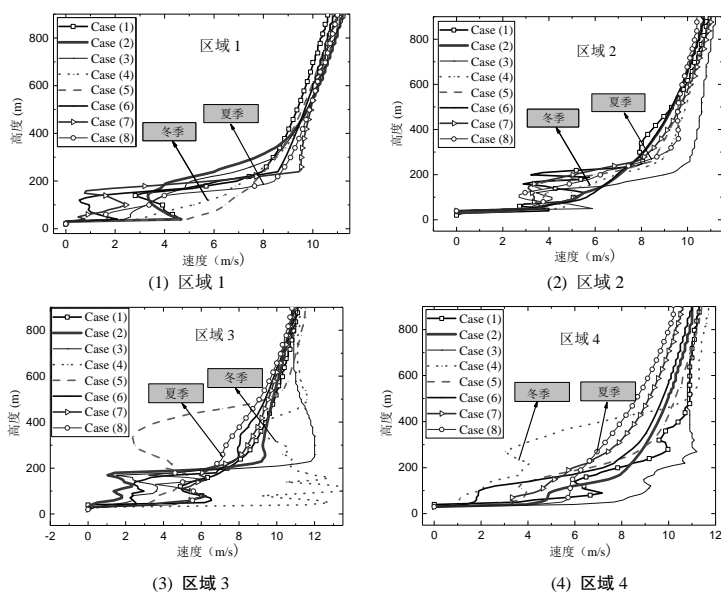 区域 1
Case (1)
Case (2)
Case (3)
Case (4)
Case (5)
Case (6)
Case (7)
Case (8)
冬季
夏季
高度 (m)
800
600
400
200
0
0 2 4 6 8 10
速度 (m/s)
(1) 区域 1
区域 2
Case (1)
Case (2)
Case (3)
Case (4)
Case (5)
Case (6)
Case (7)
Case (8)
冬季
夏季
高度 (m)
800
600
400
200
0
0 2 4 6 8 10
速度 (m/s)
(2) 区域 2
区域 3
Case (1)
Case (2)
Case (3)
Case (4)
Case (5)
Case (6)
Case (7)
Case (8)
夏季
冬季
高度 (m)
800
600
400
200
0
-2 0 2 4 6 8 10 12
速度（m/s）
(3) 区域 3
区域 4
Case (1)
Case (2)
Case (3)
Case (4)
Case (5)
Case (6)
Case (7)
Case (8)
冬季
夏季
高度 (m)
800
600
400
200
0
0 2 4 6 8 10 12
速度（m/s）
(4) 区域 4